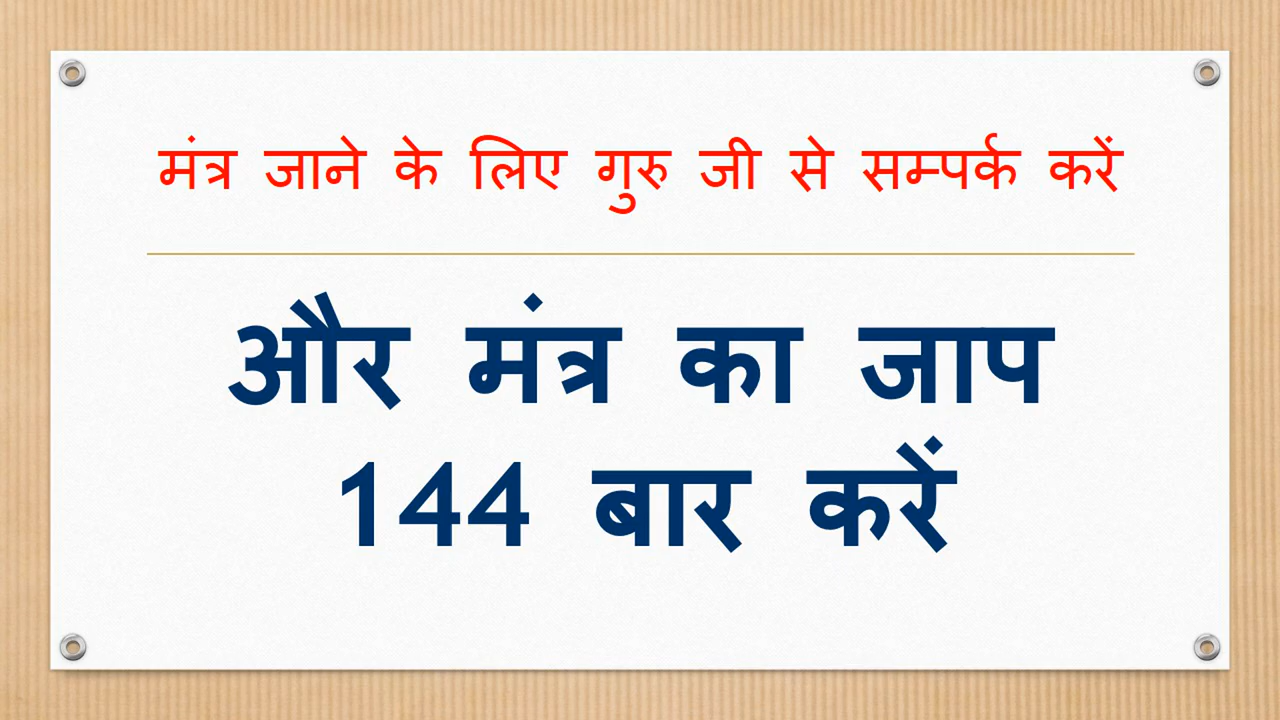 मंत्र जाने के लिए गुरु जी से सम्पर्क करें
और मंत्र का जाप
144 बार करें